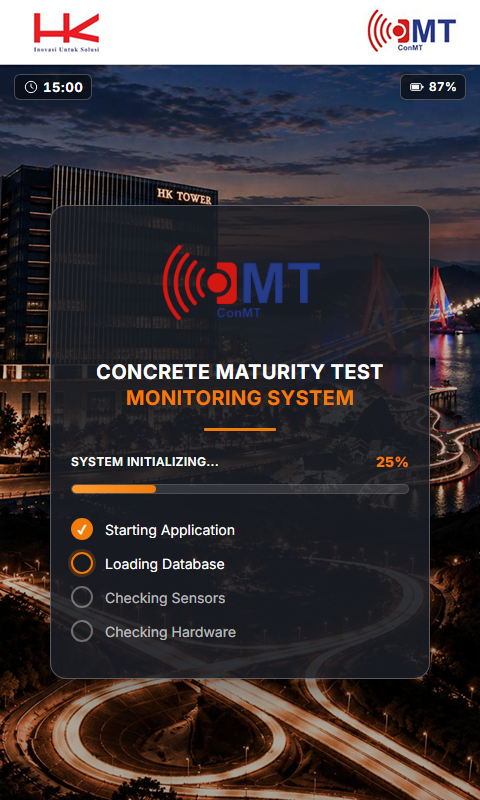 HK
Inovasi Untuk Solusi
MT
ConMT
15:00
87%
HK TOWER
MT
ConMT
CONCRETE MATURITY TEST
MONITORING SYSTEM
SYSTEM INITIALIZING...
25%
Starting Application
Loading Database
Checking Sensors
Checking Hardware